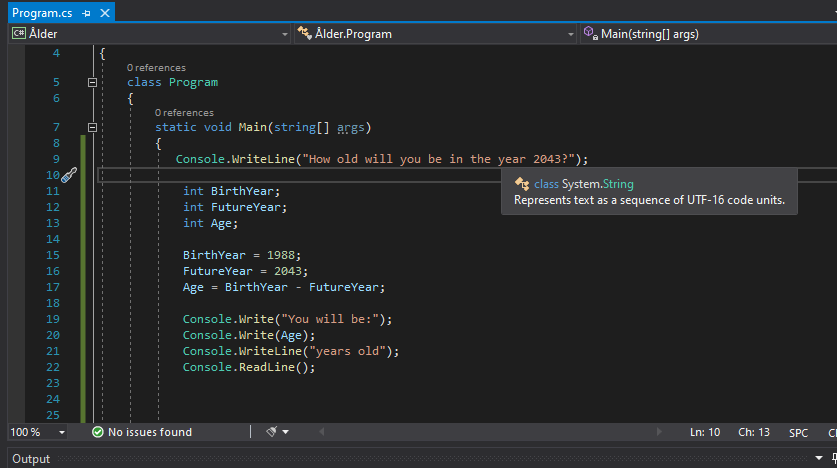 Program.cs
C# Ålder
Ålder.Program
Main(string[] args)
4 {
0 references
5 class Program
6 {
0 references
7 static void Main(string[] args)
8 {
9 Console.WriteLine("How old will you be in the year 2043?");
10
class System.String
Represents text as a sequence of UTF-16 code units.
11 int BirthYear;
12 int FutureYear;
13 int Age;
14
15 BirthYear = 1988;
16 FutureYear = 2043;
17 Age = BirthYear - FutureYear;
18
19 Console.Write("You will be:");
20 Console.Write(Age);
21 Console.WriteLine("years old");
22 Console.ReadLine();
23
24
25
100 % No issues found Ln: 10 Ch: 13 SPC
Output